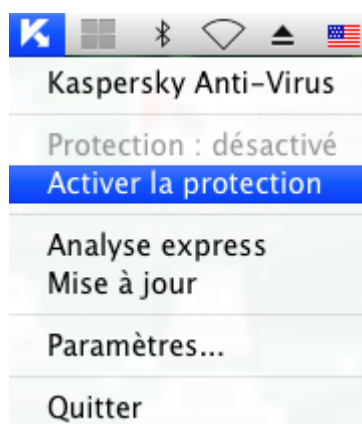 K
Kaspersky Anti-Virus
Protection : désactivé
Activer la protection
Analyse express
Mise à jour
Paramètres...
Quitter